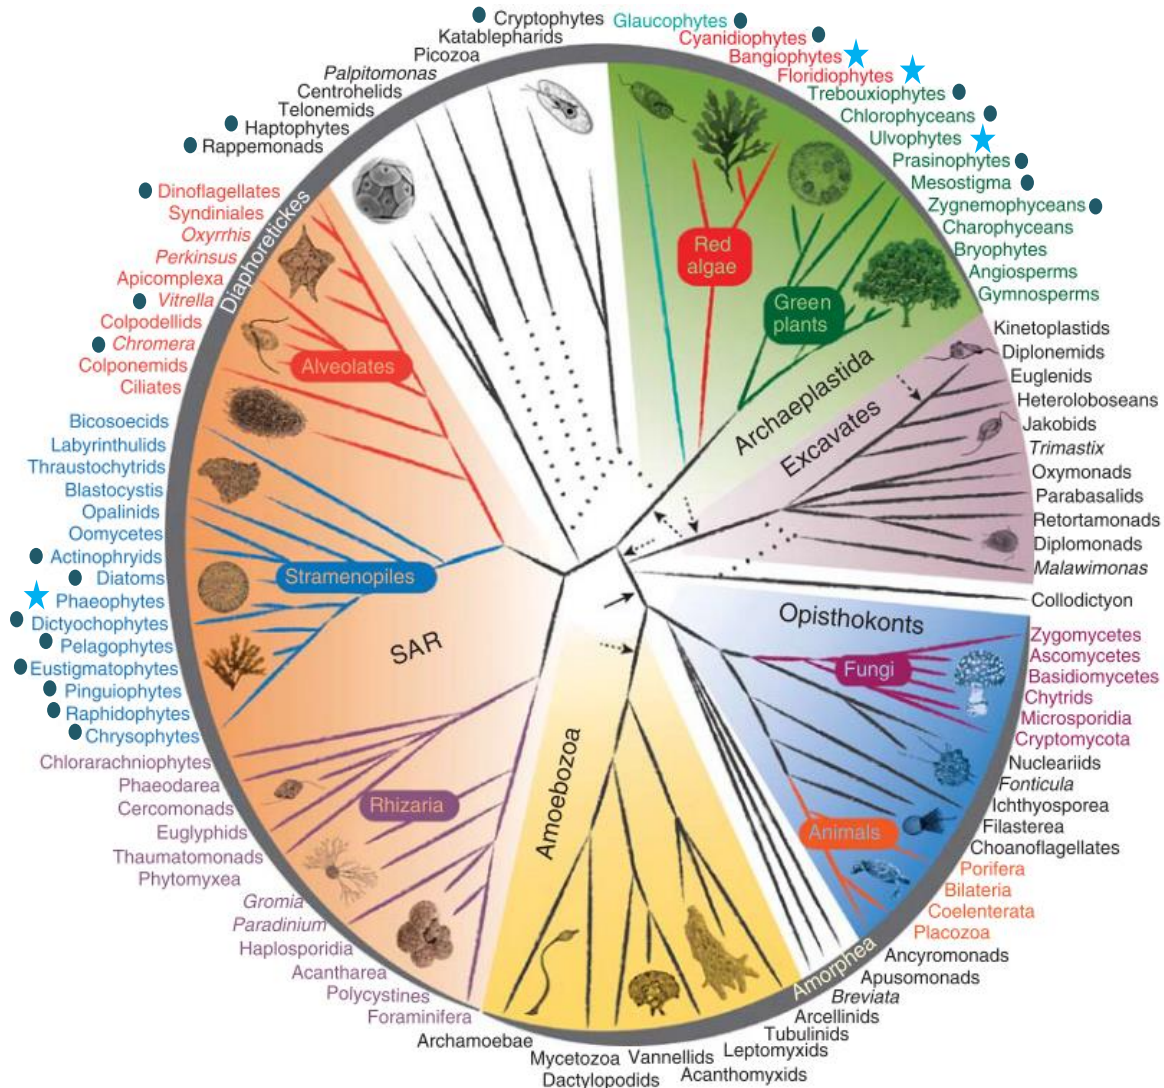 Cryptophytes
Katablepharids
Picozoa
Palpitomonas
Centrohelids
Telonemids
Haptophytes
Rappemonads
Glaucophytes
Cyanidiophytes
Bangiophytes
Floridiophytes
Trebouxiophytes
Chlorophyceans
Ulvophytes
Prasinophytes
Mesostigma
Zygnemophyceans
Charophyceans
Bryophytes
Angiosperms
Gymnosperms
Kinetoplastids
Diplonemids
Euglenids
Heteroloboseans
Jakobids
Trimastix
Oxymonads
Parabasalids
Retortamonads
Diplomonads
Malawimonas
Collodictyon
Zygomycetes
Ascomycetes
Basidiomycetes
Chytrids
Microsporidia
Cryptomycota
Nucleariids
Fonticula
Ichthyosporea
Filasterea
Choanoflagellates
Porifera
Bilateria
Coelenterata
Placozoa
Ancyromonads
Apusomonads
Breviata
Arcellinids
Tubulinids
Leptomyxids
Acanthomyxids
Vannellids
Dactylopodids
Mycetozoa
Archamoebae
Dinoflagellates
Syndiniales
Oxyrrhis
Perkinsus
Apicomplexa
Vitrella
Colpodellids
Chromera
Colponemids
Ciliates
Bicosoecids
Labyrinthulids
Thraustochytrids
Blastocystis
Opalinids
Oomycetes
Actinophryids
Diatoms
Phaeophytes
Dictyochophytes
Pelagophytes
Eustigmatophytes
Pinguiophytes
Raphidophytes
Chrysophytes
Chlorarachniophytes
Phaeodarea
Cercomonads
Euglyphids
Thaumatomonads
Phytomyxea
Gromia
Paradinium
Haplosporidia
Acantharea
Polycystines
Foraminifera
Diaphoretickes
Amorphea
Red
algae
Green
plants
Archaeplastida
Excavates
Alveolates
Stramenopiles
SAR
Rhizaria
Amoebozoa
Opisthokonts
Fungi
Animals